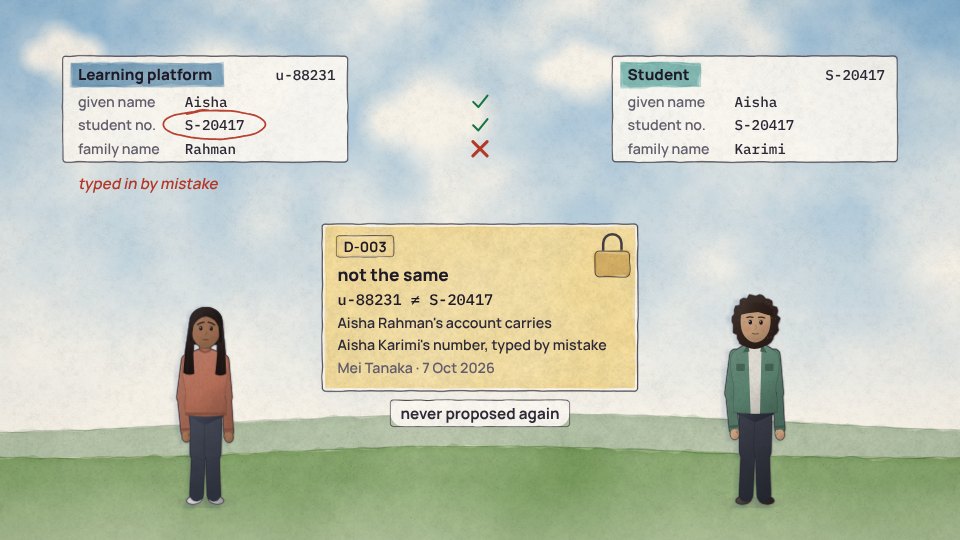 Learning platform u-88231
given name Aisha
student no. S-20417
family name Rahman
typed in by mistake
Student S-20417
given name Aisha
student no. S-20417
family name Karimi
D-003
not the same
u-88231 ≠ S-20417
Aisha Rahman's account carries
Aisha Karimi's number, typed by mistake
Mei Tanaka · 7 Oct 2026
never proposed again